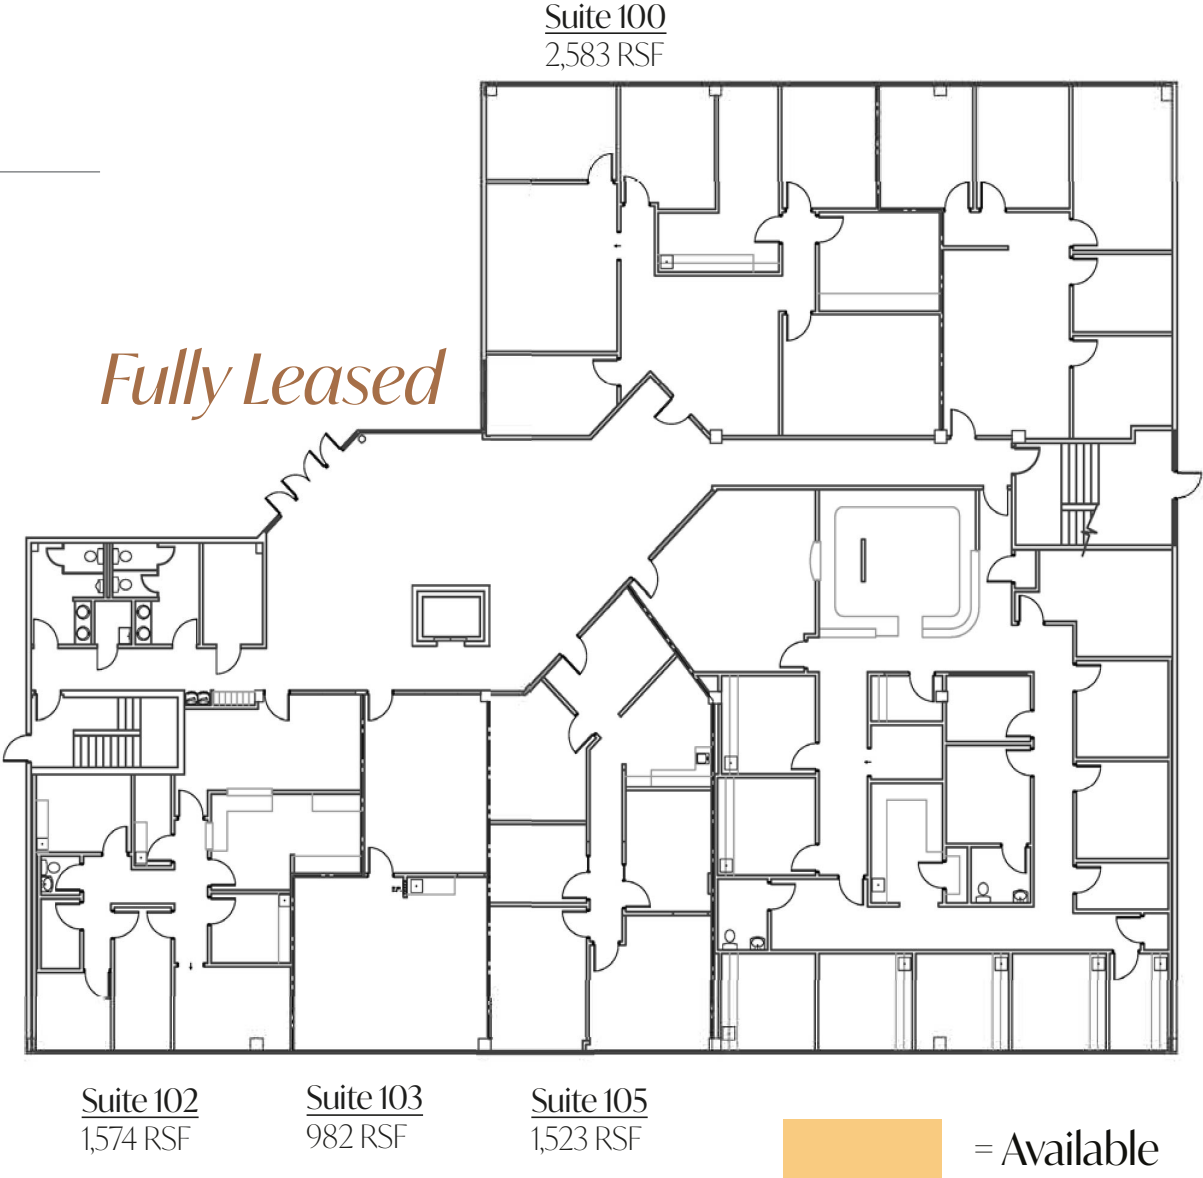 Suite 100
2,583 RSF
Fully Leased
Suite 102
1,574 RSF
Suite 103
982 RSF
Suite 105
1,523 RSF
= Available